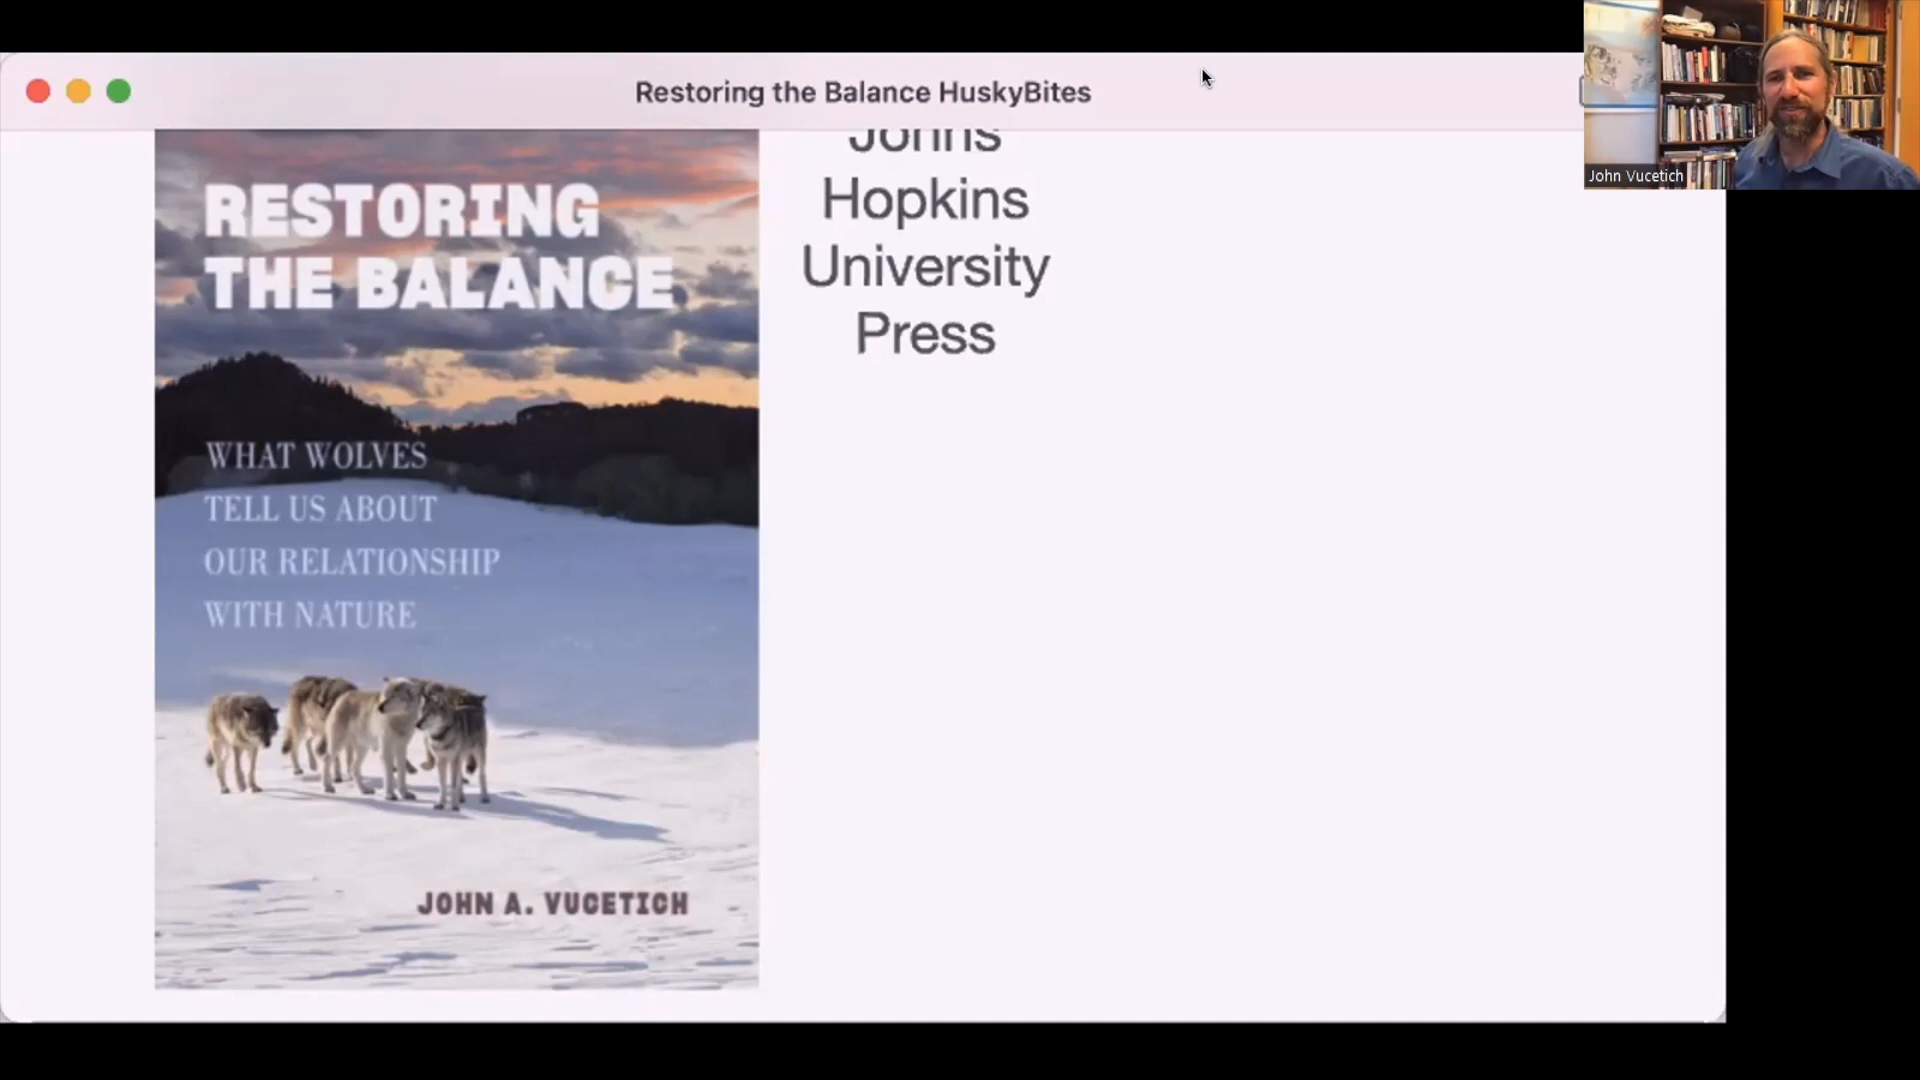 Restoring the Balance HuskyBites
John Vucetich
RESTORING
THE BALANCE
WHAT WOLVES
TELL US ABOUT
OUR RELATIONSHIP
WITH NATURE
JOHN A. VUCETICH
Johns
Hopkins
University
Press